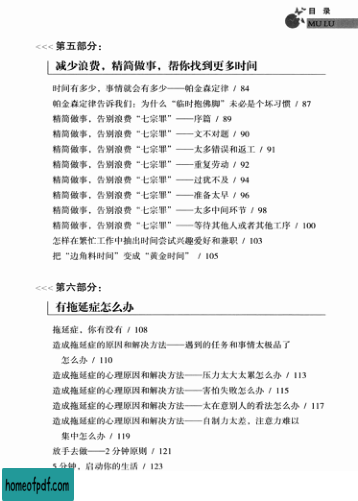 目 录
MU LU
<<< 第五部分：
减少浪费，精简做事，帮你找到更多时间
时间有多少，事情就会有多少——帕金森定律 / 84
帕金森定律告诉我们：为什么“临时抱佛脚”未必是个坏习惯 / 87
精简做事，告别浪费“七宗罪”——序篇 / 89
精简做事，告别浪费“七宗罪”——文不对题 / 90
精简做事，告别浪费“七宗罪”——太多错误和返工 / 91
精简做事，告别浪费“七宗罪”——重复劳动 / 92
精简做事，告别浪费“七宗罪”——过犹不及 / 94
精简做事，告别浪费“七宗罪”——准备太早 / 96
精简做事，告别浪费“七宗罪”——太多中间环节 / 98
精简做事，告别浪费“七宗罪”——等待其他人或者其他工序 / 100
怎样在繁忙工作中抽出时间尝试兴趣爱好和兼职 / 103
把“边角料时间”变成“黄金时间” / 105
<<< 第六部分：
有拖延症怎么办
拖延症，你有没有 / 108
造成拖延症的原因和解决方法——遇到的任务和事情太极品了
怎么办 / 110
造成拖延症的心理原因和解决方法——压力太大太累怎么办 / 113
造成拖延症的心理原因和解决方法——害怕失败怎么办 / 115
造成拖延症的心理原因和解决方法——太在意别人的看法怎么办 / 117
造成拖延症的心理原因和解决方法——自制力太差，注意力难以
集中怎么办 / 119
放手去做——2 分钟原则 / 121
5 分钟，启动你的生活 / 123
homeofpdf.com